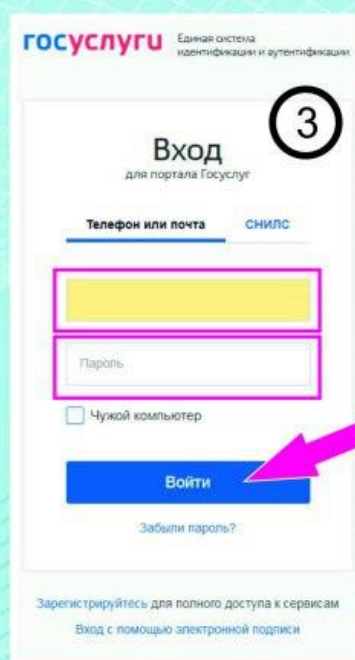 госуслуги
Единая система
идентификации и аутентификации
3
Вход
для портала Госуслуг
Телефон или почта СНИЛС
Пароль
Чужой компьютер
Войти
Забыли пароль?
Зарегистрируйтесь для полного доступа к сервисам
Вход с помощью электронной подписи